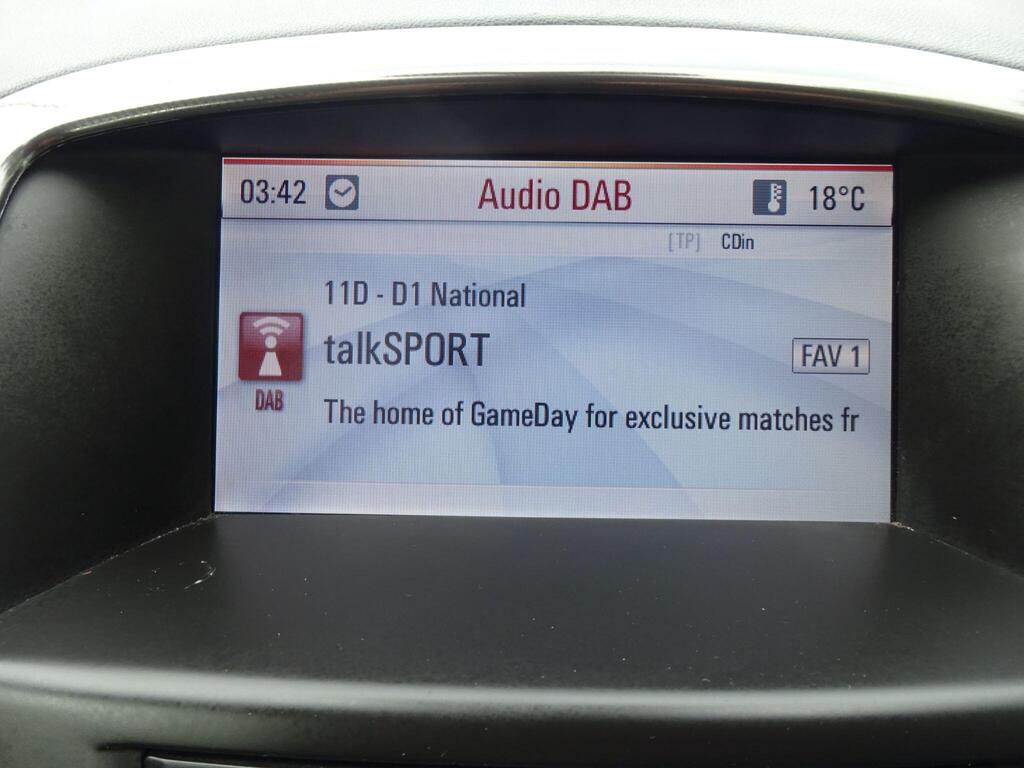 03:42 Audio DAB 18°C
[TP] CDin
11D - D1 National
talkSPORT FAV 1
DAB
The home of GameDay for exclusive matches fr